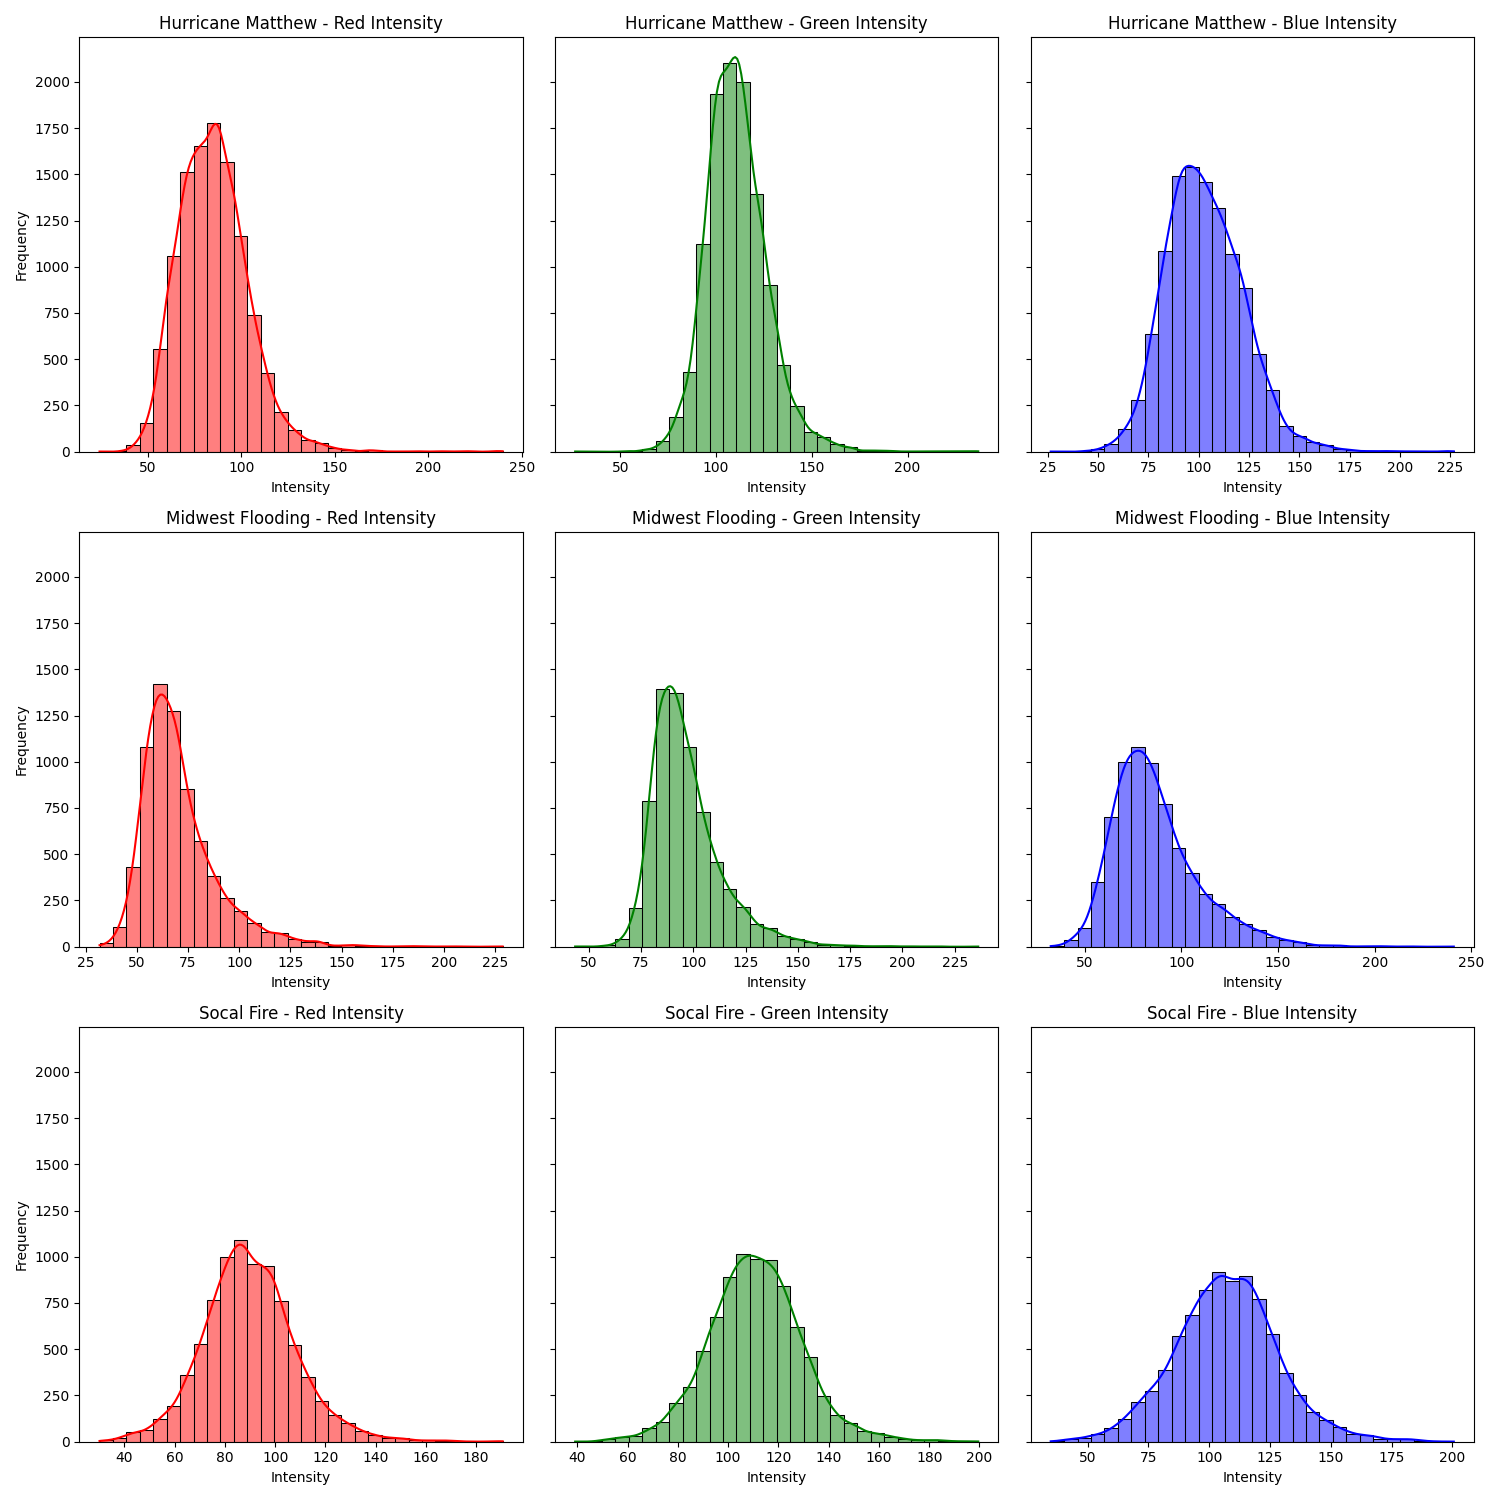 Hurricane Matthew - Red Intensity
Hurricane Matthew - Green Intensity
Hurricane Matthew - Blue Intensity
Frequency
2000
1750
1500
1250
1000
750
500
250
0
50 100 150 200 250
50 100 150 200
25 50 75 100 125 150 175 200 225
Intensity
Intensity
Intensity
Midwest Flooding - Red Intensity
Midwest Flooding - Green Intensity
Midwest Flooding - Blue Intensity
Frequency
2000
1750
1500
1250
1000
750
500
250
0
25 50 75 100 125 150 175 200 225
50 75 100 125 150 175 200 225
50 100 150 200 250
Intensity
Intensity
Intensity
Socal Fire - Red Intensity
Socal Fire - Green Intensity
Socal Fire - Blue Intensity
Frequency
2000
1750
1500
1250
1000
750
500
250
0
40 60 80 100 120 140 160 180
40 60 80 100 120 140 160 180 200
50 75 100 125 150 175 200
Intensity
Intensity
Intensity